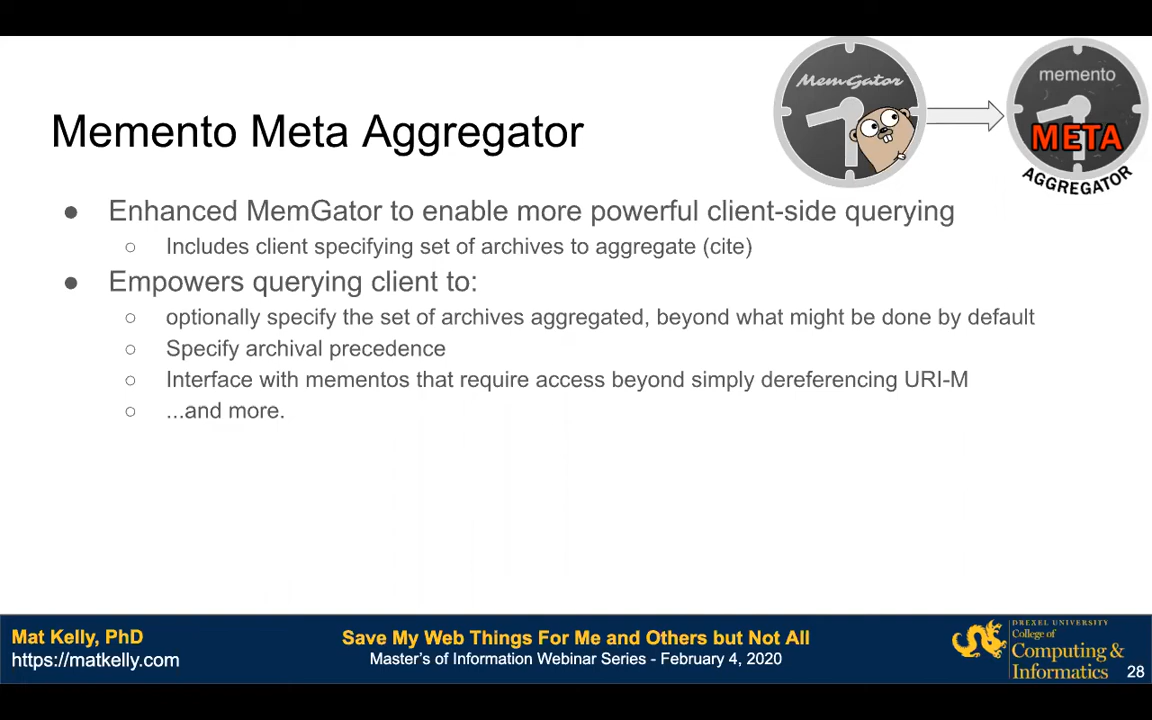 MemGator
memento
META
AGGREGATOR
Memento Meta Aggregator
● Enhanced MemGator to enable more powerful client-side querying
○ Includes client specifying set of archives to aggregate (cite)
● Empowers querying client to:
○ optionally specify the set of archives aggregated, beyond what might be done by default
○ Specify archival precedence
○ Interface with mementos that require access beyond simply dereferencing URI-M
○ ...and more.
Mat Kelly, PhD
https://matkelly.com
Save My Web Things For Me and Others but Not All
Master’s of Information Webinar Series - February 4, 2020
DREXEL UNIVERSITY
College of
Computing &
Informatics
28